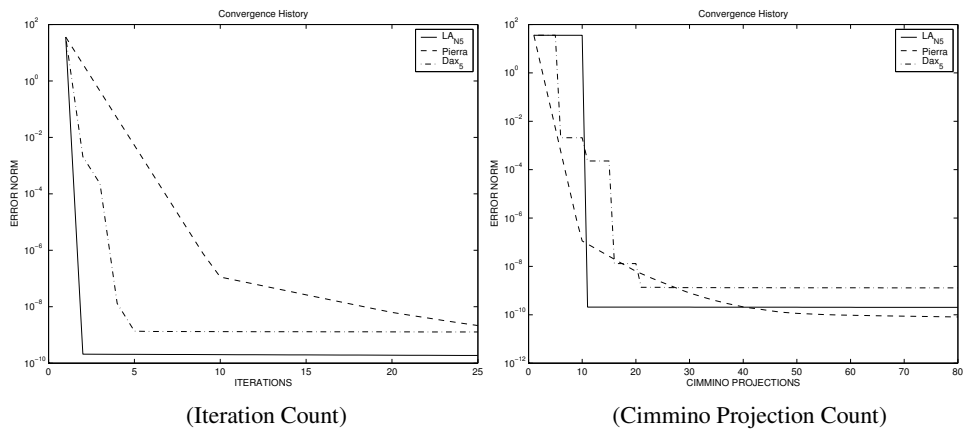 Convergence History
ERROR NORM
10^2
10^0
10^-2
10^-4
10^-6
10^-8
10^-10
0 5 10 15 20 25
ITERATIONS
LA_N5
Pierra
Dax_5
(Iteration Count)
Convergence History
ERROR NORM
10^2
10^0
10^-2
10^-4
10^-6
10^-8
10^-10
10^-12
0 10 20 30 40 50 60 70 80
CIMMINO PROJECTIONS
LA_N5
Pierra
Dax_5
(Cimmino Projection Count)